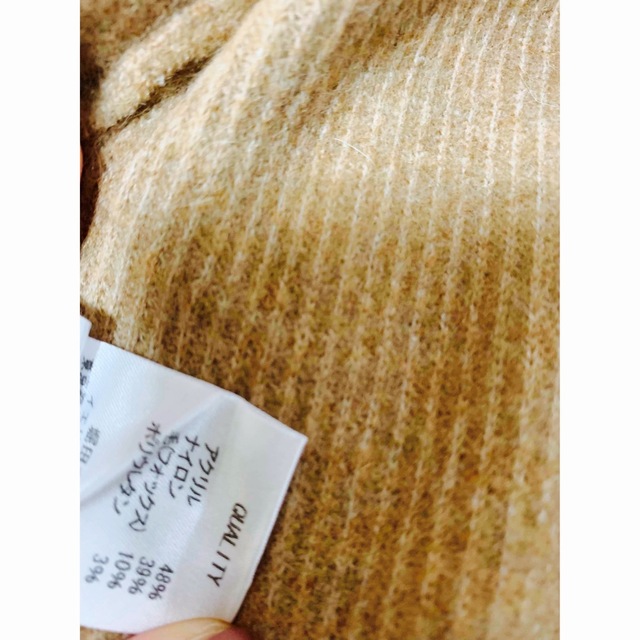 QUALITY
アクリル 48%
ナイロン 39%
毛(フォックス) 10%
ポリウレタン 3%